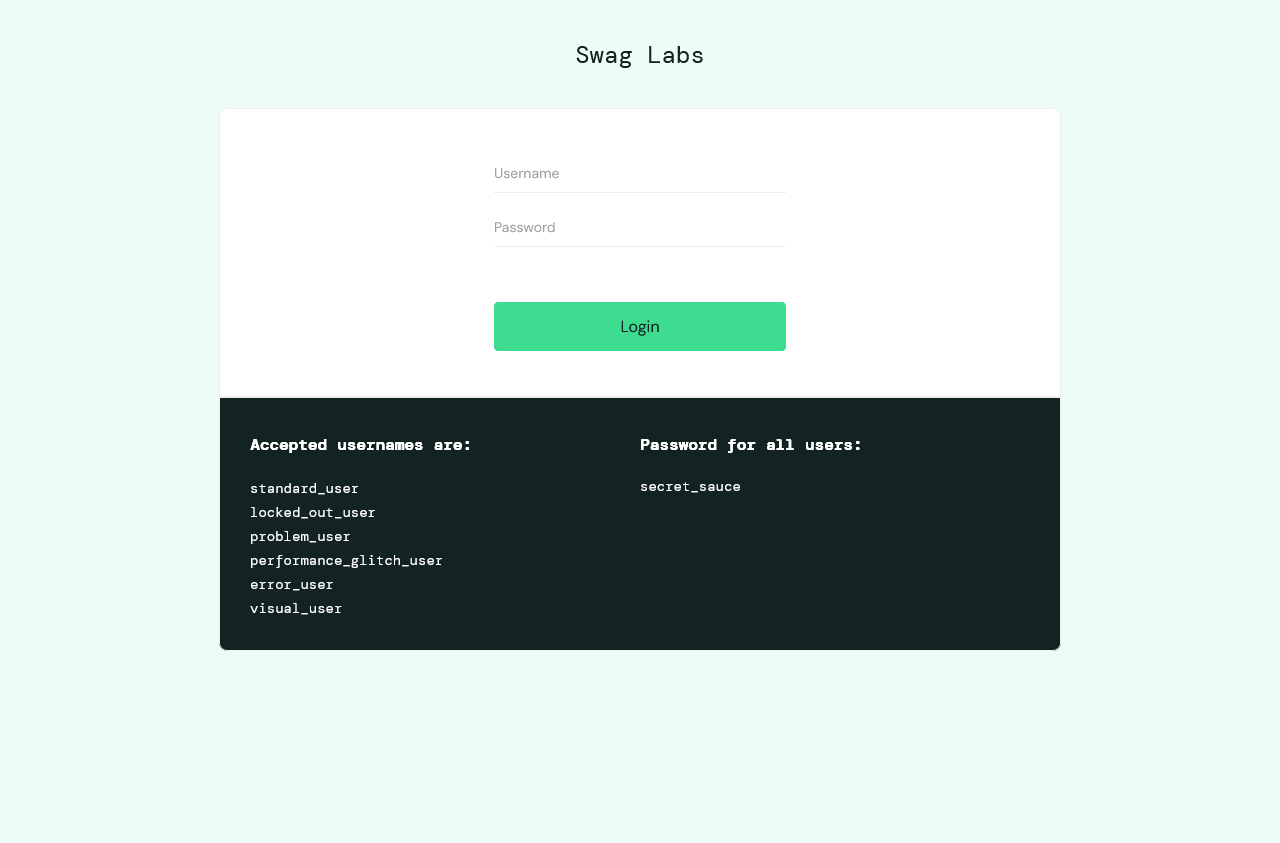 Swag Labs
Username
Password
Login
Accepted usernames are:
standard_user
locked_out_user
problem_user
performance_glitch_user
error_user
visual_user
Password for all users:
secret_sauce